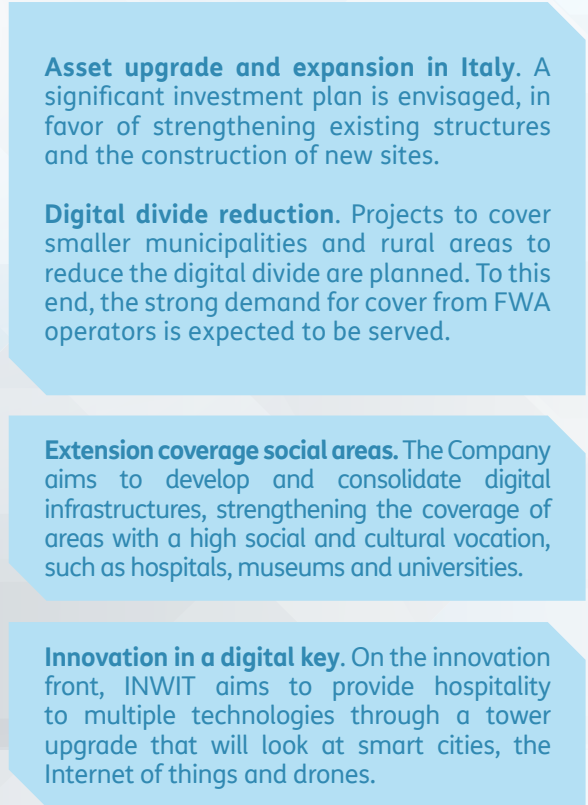 Asset upgrade and expansion in Italy. A
significant investment plan is envisaged, in
favor of strengthening existing structures
and the construction of new sites.
Digital divide reduction. Projects to cover
smaller municipalities and rural areas to
reduce the digital divide are planned. To this
end, the strong demand for cover from FWA
operators is expected to be served.
Extension coverage social areas. The Company
aims to develop and consolidate digital
infrastructures, strengthening the coverage of
areas with a high social and cultural vocation,
such as hospitals, museums and universities.
Innovation in a digital key. On the innovation
front, INWIT aims to provide hospitality
to multiple technologies through a tower
upgrade that will look at smart cities, the
Internet of things and drones.